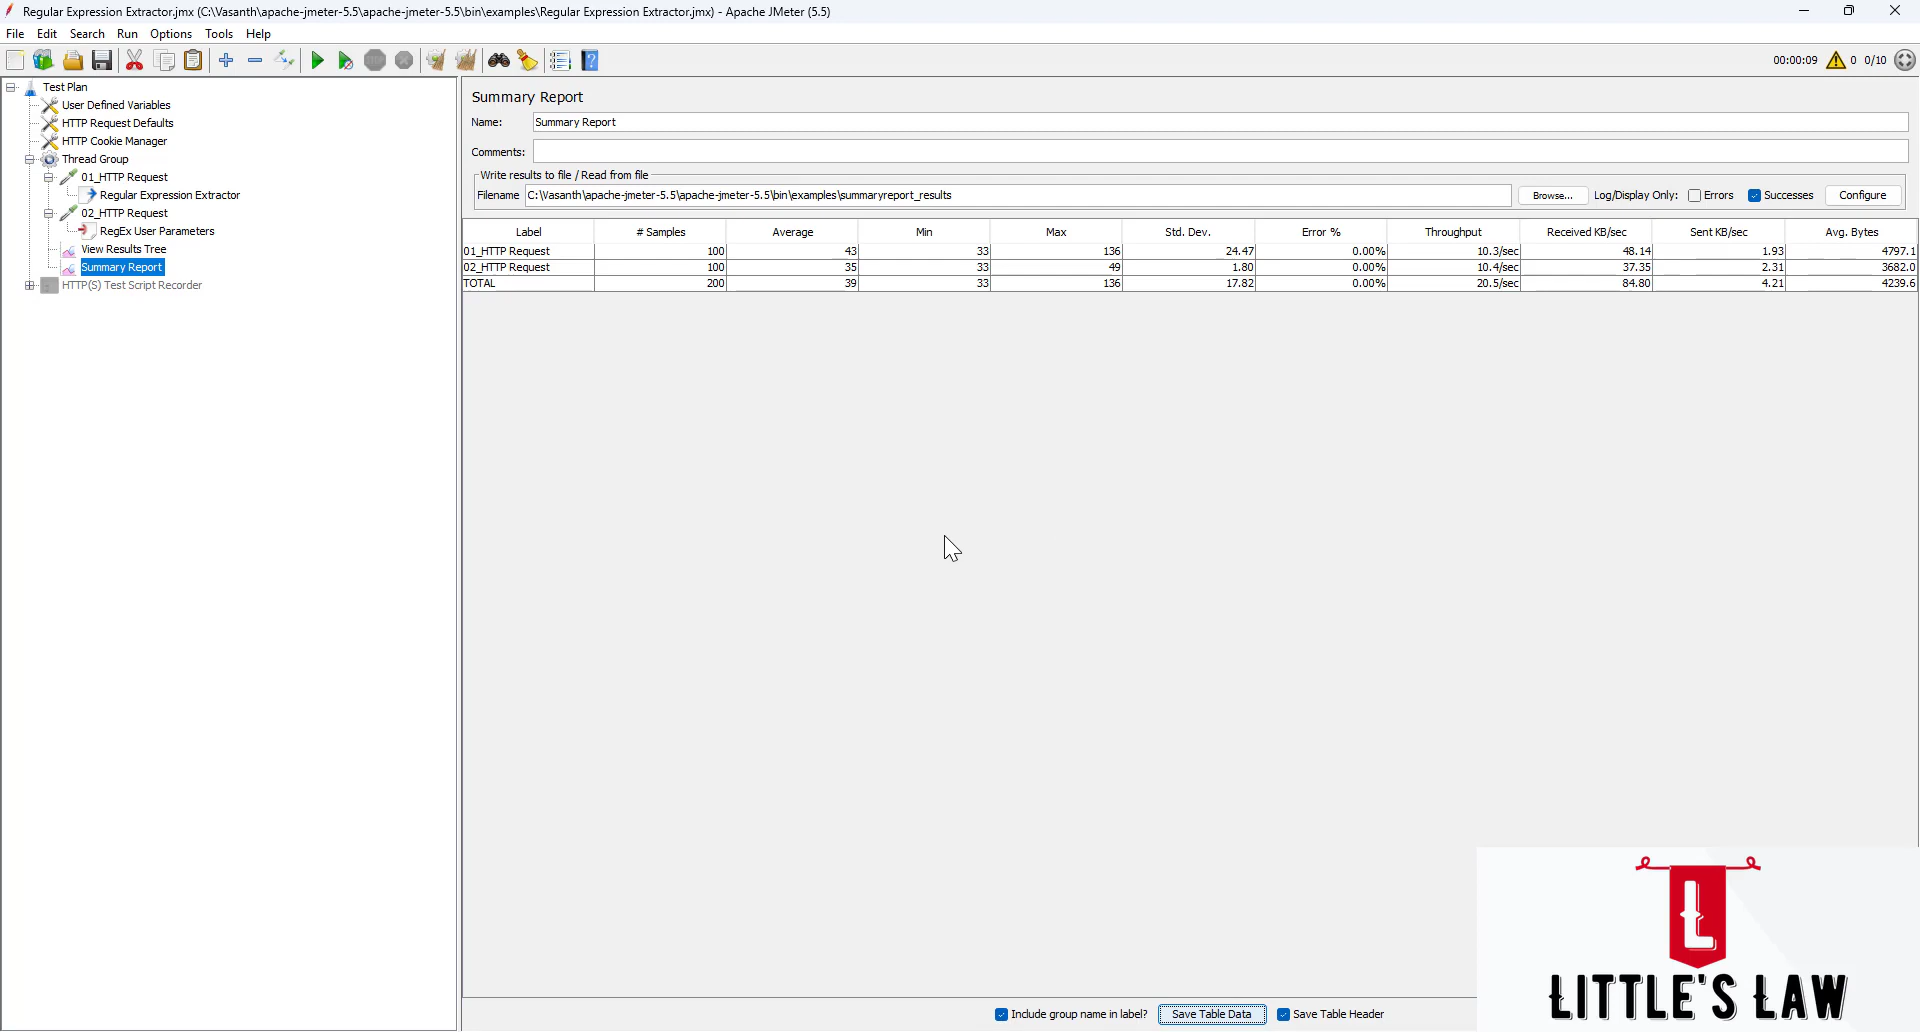 Regular Expression Extractor.jmx (C:\Vasanth\apache-jmeter-5.5\apache-jmeter-5.5\bin\examples\Regular Expression Extractor.jmx) - Apache JMeter (5.5)
File Edit Search Run Options Tools Help
00:00:09 0 0/10
Test Plan
User Defined Variables
HTTP Request Defaults
HTTP Cookie Manager
Thread Group
01_HTTP Request
Regular Expression Extractor
02_HTTP Request
RegEx User Parameters
View Results Tree
Summary Report
HTTP(S) Test Script Recorder
Summary Report
Name: Summary Report
Comments:
Write results to file / Read from file
Filename C:\Vasanth\apache-jmeter-5.5\apache-jmeter-5.5\bin\examples\summaryreport_results Browse... Log/Display Only: Errors Successes Configure
Label # Samples Average Min Max Std. Dev. Error % Throughput Received KB/sec Sent KB/sec Avg. Bytes
01_HTTP Request 100 43 33 136 24.47 0.00% 10.3/sec 48.14 1.93 4797.1
02_HTTP Request 100 35 33 49 1.80 0.00% 10.4/sec 37.35 2.31 3682.0
TOTAL 200 39 33 136 17.82 0.00% 20.5/sec 84.80 4.21 4239.6
Include group name in label? Save Table Data Save Table Header
L
LITTLE'S LAW